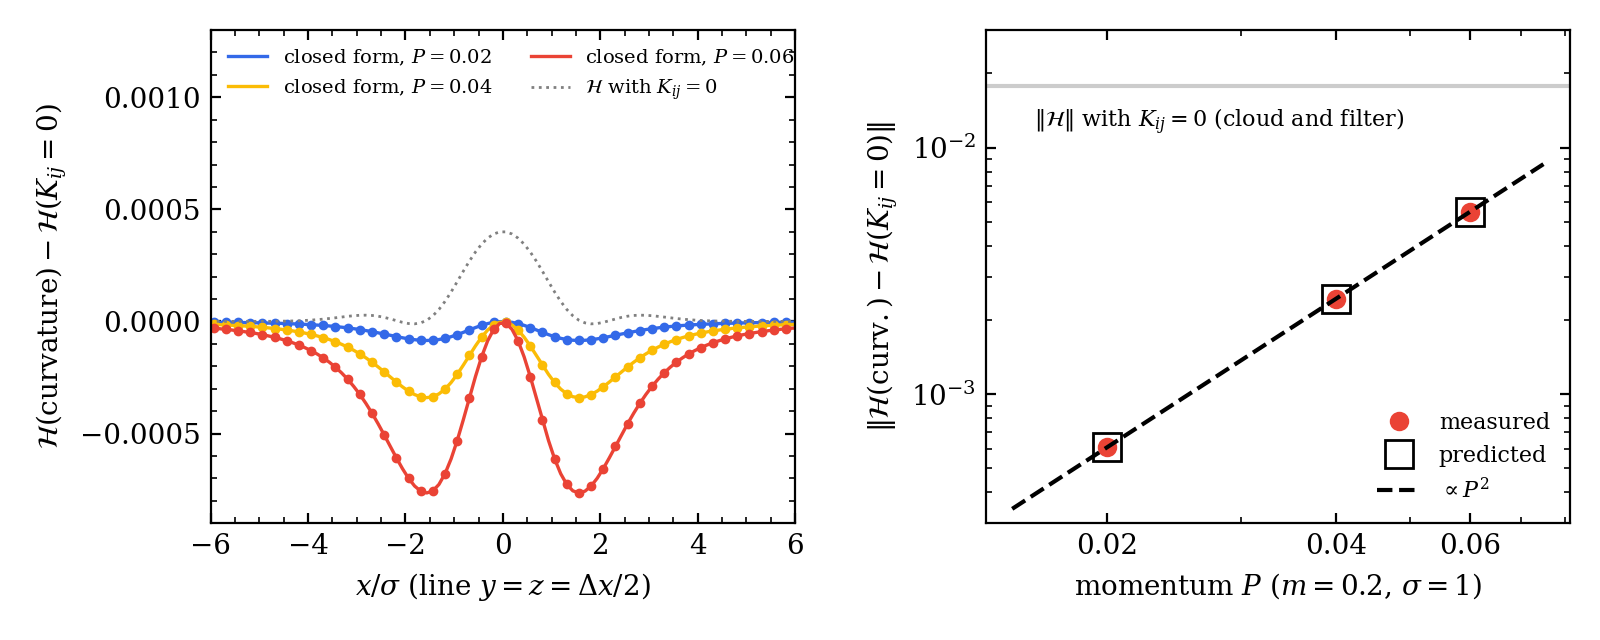 closed form, P = 0.02
closed form, P = 0.04
closed form, P = 0.06
ℋ with K_ij = 0
ℋ(curvature) − ℋ(K_ij = 0)
0.0010
0.0005
0.0000
−0.0005
−6 −4 −2 0 2 4 6
x/σ (line y = z = Δx/2)
‖ℋ(curv.) − ℋ(K_ij = 0)‖
10⁻²
10⁻³
‖ℋ‖ with K_ij = 0 (cloud and filter)
measured
predicted
∝ P²
0.02 0.04 0.06
momentum P (m = 0.2, σ = 1)